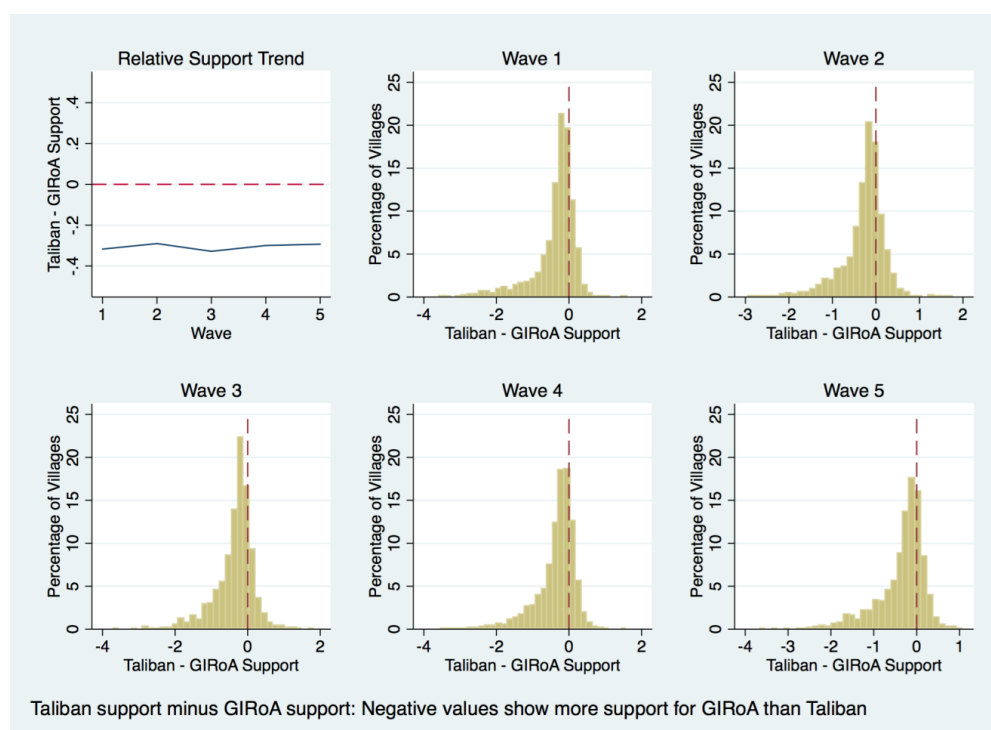 Relative Support Trend
Taliban - GIRoA Support
.4
.2
0
-.2
-.4
1 2 3 4 5
Wave
Wave 1
Percentage of Villages
25
20
15
10
5
0
-4 -2 0 2
Taliban - GIRoA Support
Wave 2
Percentage of Villages
25
20
15
10
5
0
-3 -2 -1 0 1 2
Taliban - GIRoA Support
Wave 3
Percentage of Villages
25
20
15
10
5
0
-4 -2 0 2
Taliban - GIRoA Support
Wave 4
Percentage of Villages
25
20
15
10
5
0
-4 -2 0 2
Taliban - GIRoA Support
Wave 5
Percentage of Villages
25
20
15
10
5
0
-4 -3 -2 -1 0 1
Taliban - GIRoA Support
Taliban support minus GIRoA support: Negative values show more support for GIRoA than Taliban